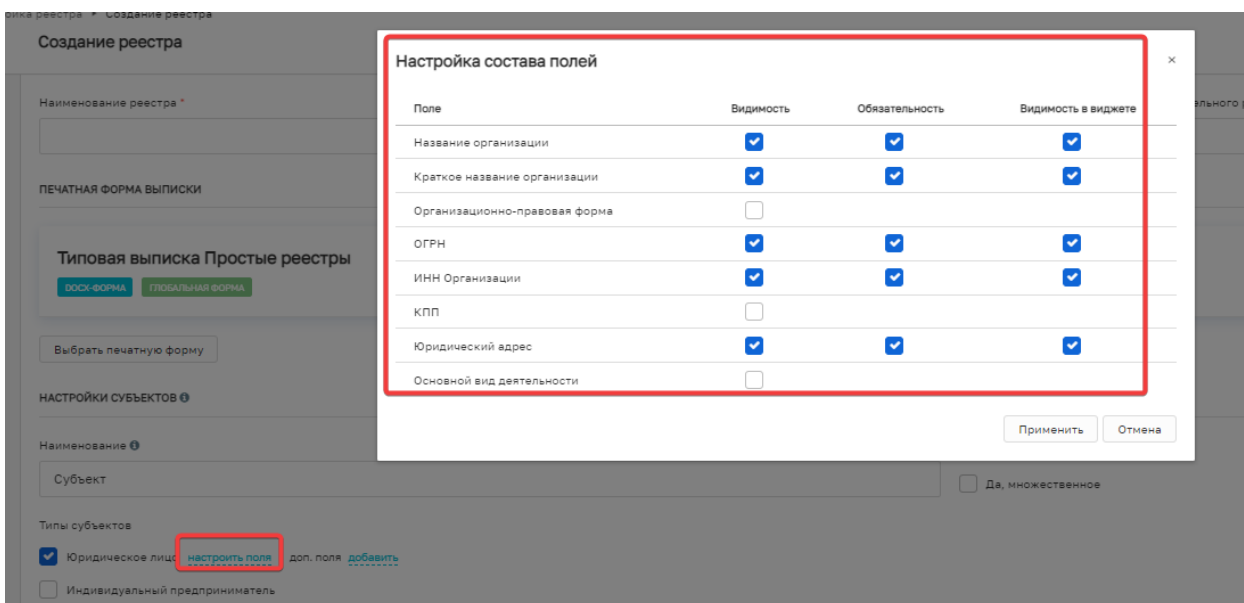 Создание реестра
Создание реестра
Наименование реестра *
ПЕЧАТНАЯ ФОРМА ВЫПИСКИ
Типовая выписка Простые реестры
DOCX-ФОРМА ГЛОБАЛЬНАЯ ФОРМА
Выбрать печатную форму
НАСТРОЙКИ СУБЪЕКТОВ
Наименование
Субъект
Да, множественное
Типы субъектов
Юридическое лицо настроить поля доп. поля добавить
Индивидуальный предприниматель
Настройка состава полей ×
Поле Видимость Обязательность Видимость в виджете
Название организации
Краткое название организации
Организационно-правовая форма
ОГРН
ИНН Организации
КПП
Юридический адрес
Основной вид деятельности
Применить Отмена